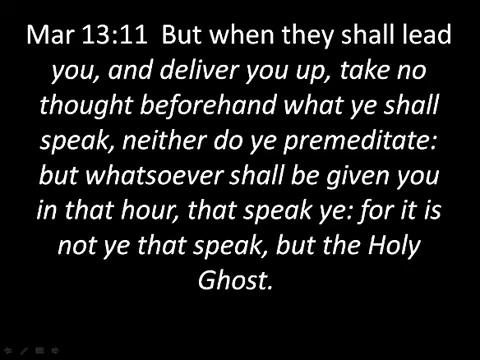 Mar 13:11  But when they shall lead
you, and deliver you up, take no
thought beforehand what ye shall
speak, neither do ye premeditate:
but whatsoever shall be given you
in that hour, that speak ye: for it is
not ye that speak, but the Holy
Ghost.